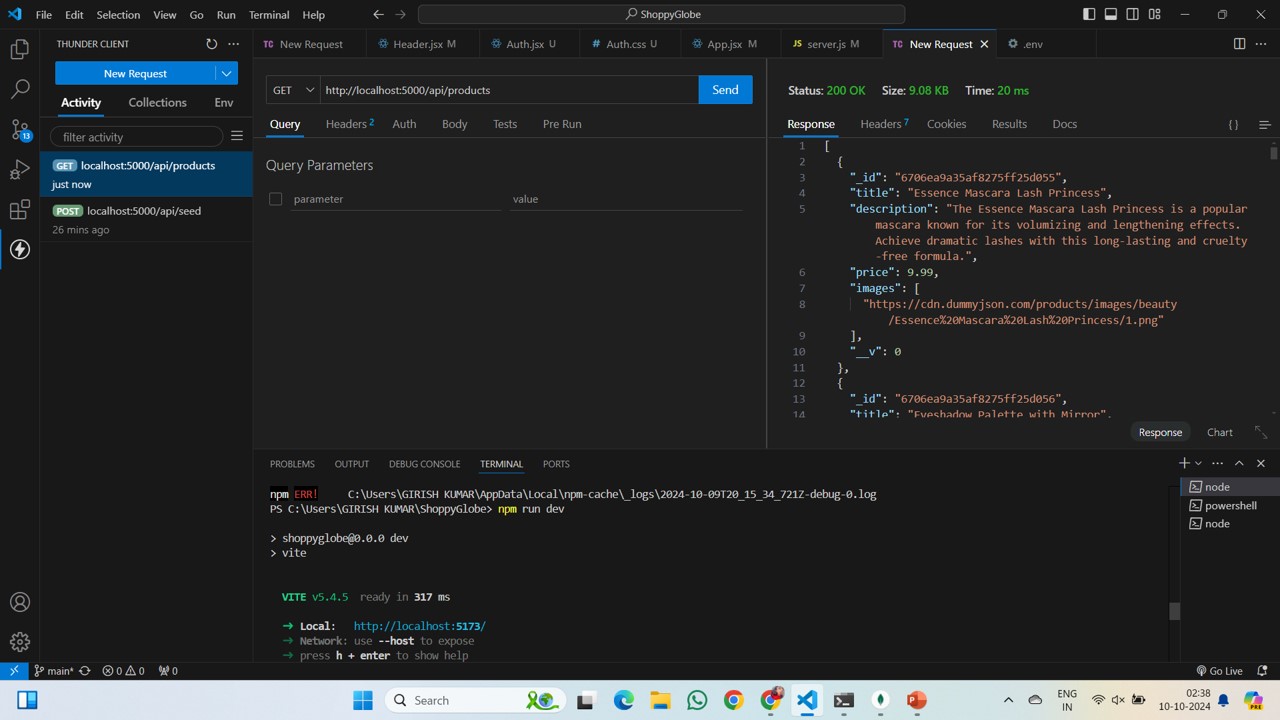 File Edit Selection View Go Run Terminal Help
ShoppyGlobe
THUNDER CLIENT
New Request
Activity Collections Env
filter activity
GET localhost:5000/api/products
just now
POST localhost:5000/api/seed
26 mins ago
TC New Request
Header.jsx M
Auth.jsx U
# Auth.css U
App.jsx M
JS server.js M
TC New Request
.env
GET http://localhost:5000/api/products Send
Query Headers 2 Auth Body Tests Pre Run
Query Parameters
parameter value
Status: 200 OK Size: 9.08 KB Time: 20 ms
Response Headers 7 Cookies Results Docs { }
1 [
2 {
3 "_id": "6706ea9a35af8275ff25d055",
4 "title": "Essence Mascara Lash Princess",
5 "description": "The Essence Mascara Lash Princess is a popular
mascara known for its volumizing and lengthening effects.
Achieve dramatic lashes with this long-lasting and cruelty
-free formula.",
6 "price": 9.99,
7 "images": [
8 "https://cdn.dummyjson.com/products/images/beauty
/Essence%20Mascara%20Lash%20Princess/1.png"
9 ],
10 "__v": 0
11 },
12 {
13 "_id": "6706ea9a35af8275ff25d056",
14 "title": "Eyeshadow Palette with Mirror",
Response Chart
PROBLEMS OUTPUT DEBUG CONSOLE TERMINAL PORTS
npm ERR! C:\Users\GIRISH KUMAR\AppData\Local\npm-cache\_logs\2024-10-09T20_15_34_721Z-debug-0.log
PS C:\Users\GIRISH KUMAR\ShoppyGlobe> npm run dev
> shoppyglobe@0.0.0 dev
> vite
VITE v5.4.5 ready in 317 ms
➜ Local: http://localhost:5173/
➜ Network: use --host to expose
➜ press h + enter to show help
node
powershell
node
13
main* 0 0 0
Go Live
Search
ENG
IN
02:38
10-10-2024
PRE